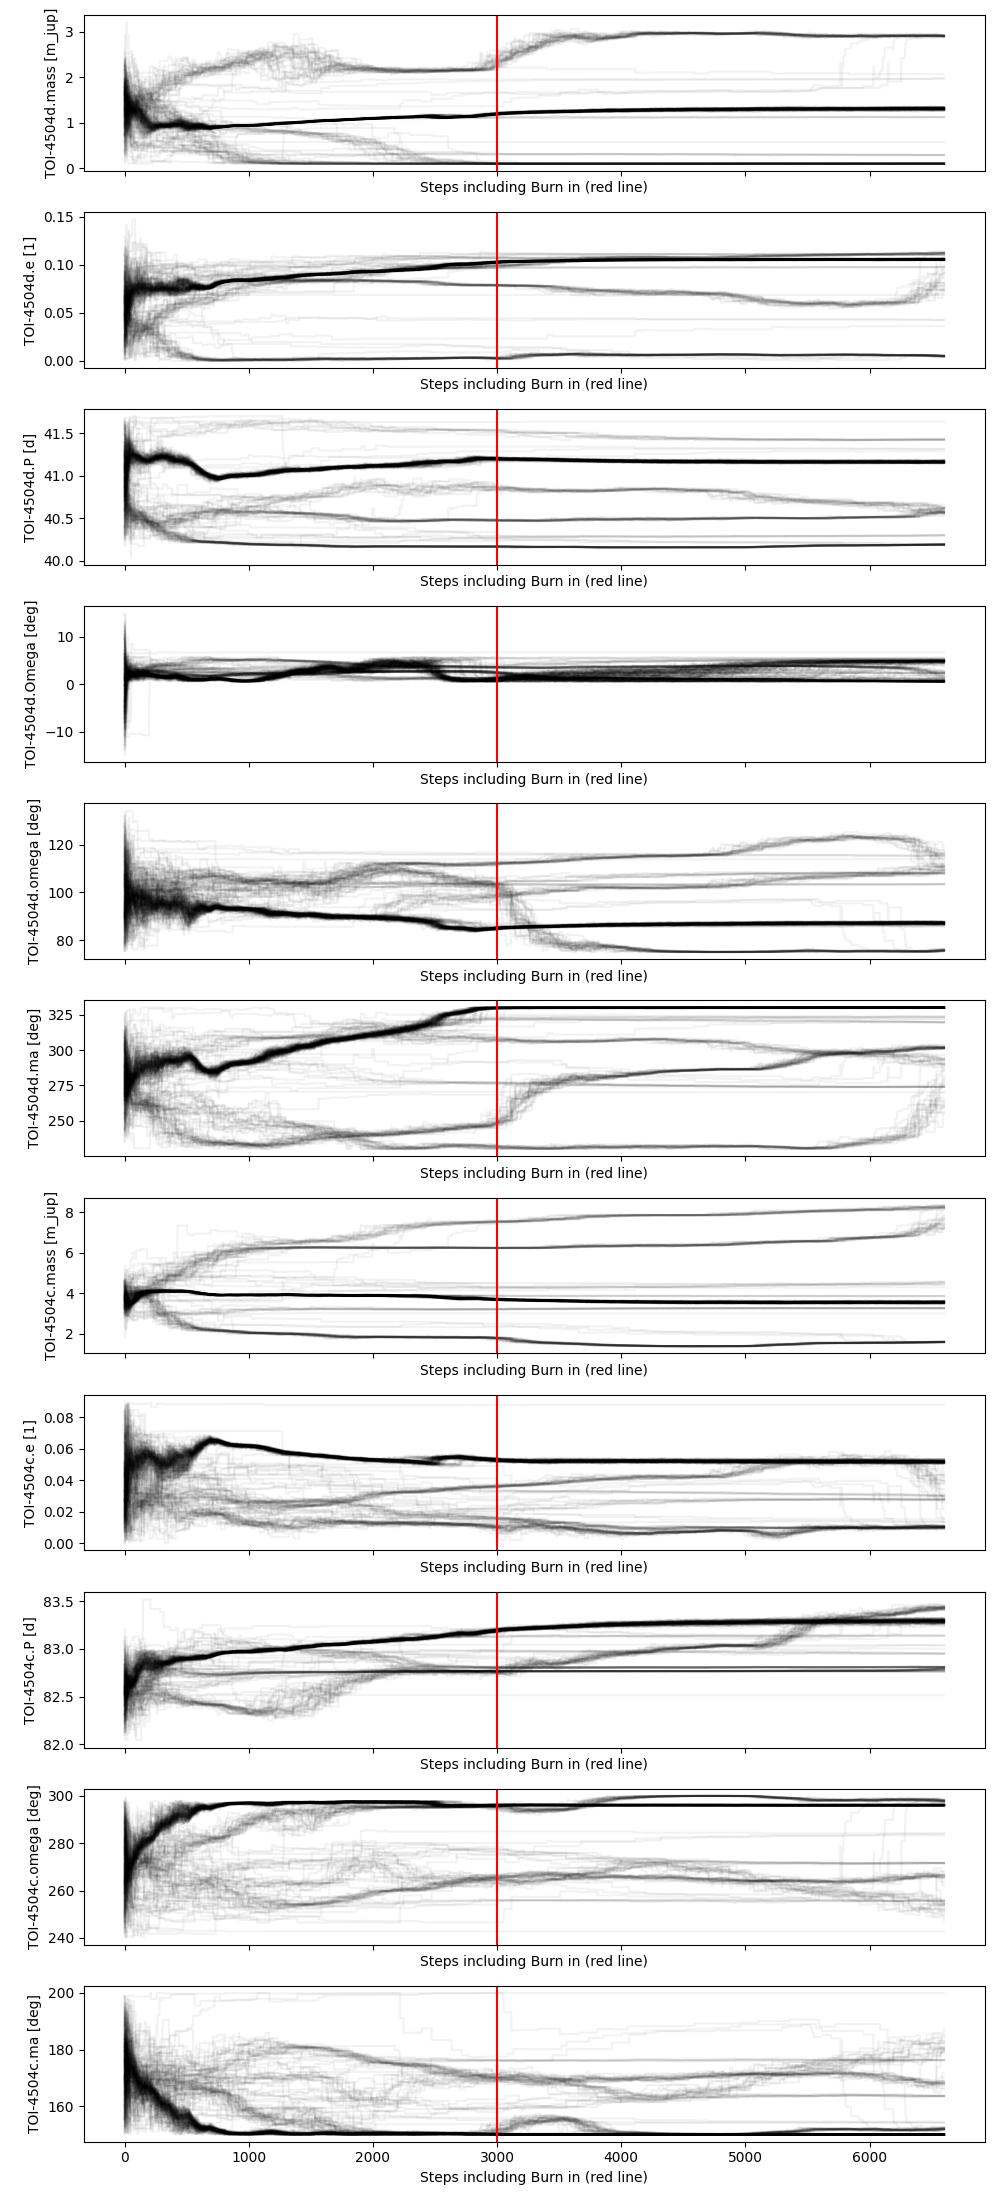 TOI-4504d.mass [m_jup]
3
2
1
0
Steps including Burn in (red line)
TOI-4504d.e [1]
0.15
0.10
0.05
0.00
Steps including Burn in (red line)
TOI-4504d.P [d]
41.5
41.0
40.5
40.0
Steps including Burn in (red line)
TOI-4504d.Omega [deg]
10
0
−10
Steps including Burn in (red line)
TOI-4504d.omega [deg]
120
100
80
Steps including Burn in (red line)
TOI-4504d.ma [deg]
325
300
275
250
Steps including Burn in (red line)
TOI-4504c.mass [m_jup]
8
6
4
2
Steps including Burn in (red line)
TOI-4504c.e [1]
0.08
0.06
0.04
0.02
0.00
Steps including Burn in (red line)
TOI-4504c.P [d]
83.5
83.0
82.5
82.0
Steps including Burn in (red line)
TOI-4504c.omega [deg]
300
280
260
240
Steps including Burn in (red line)
TOI-4504c.ma [deg]
200
180
160
0 1000 2000 3000 4000 5000 6000
Steps including Burn in (red line)